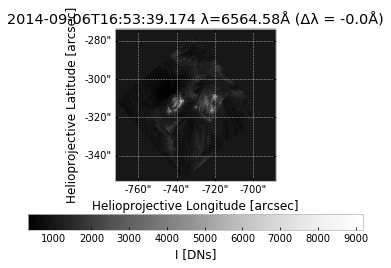 2014-09-06T16:53:39.174 λ=6564.58Å (Δλ = -0.0Å)
Helioprojective Latitude [arcsec]
-280"
-300"
-320"
-340"
-760" -740" -720" -700"
Helioprojective Longitude [arcsec]
1000 2000 3000 4000 5000 6000 7000 8000 9000
I [DNs]